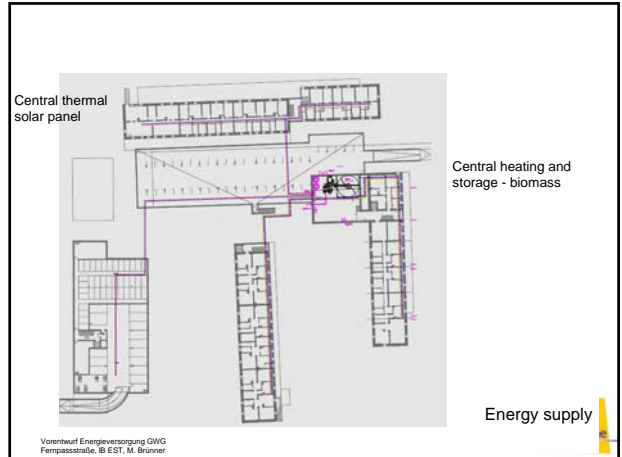 Central thermal
solar panel
Central heating and
storage - biomass
Energy supply
Vorentwurf Energieversorgung GWG
Fernpassstraße, IB EST, M. Brünner